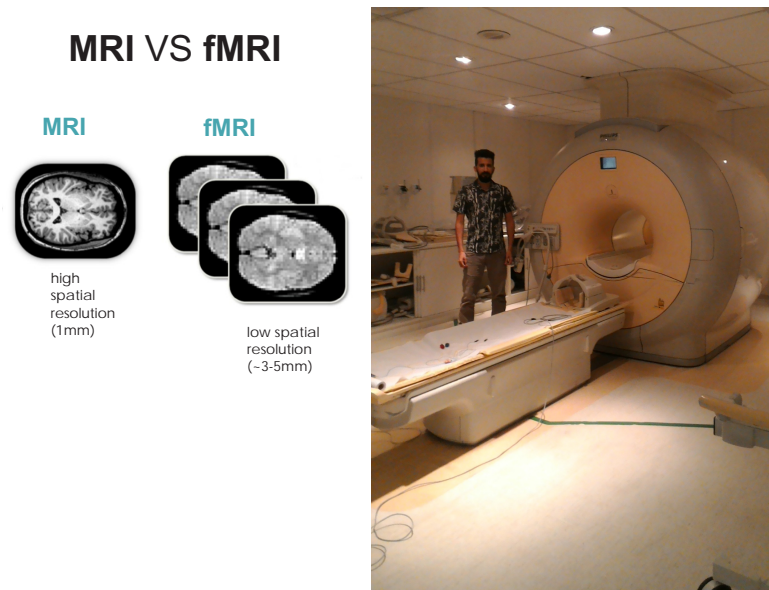 MRI VS fMRI
MRI
fMRI
high
spatial
resolution
(1mm)
low spatial
resolution
(~3-5mm)